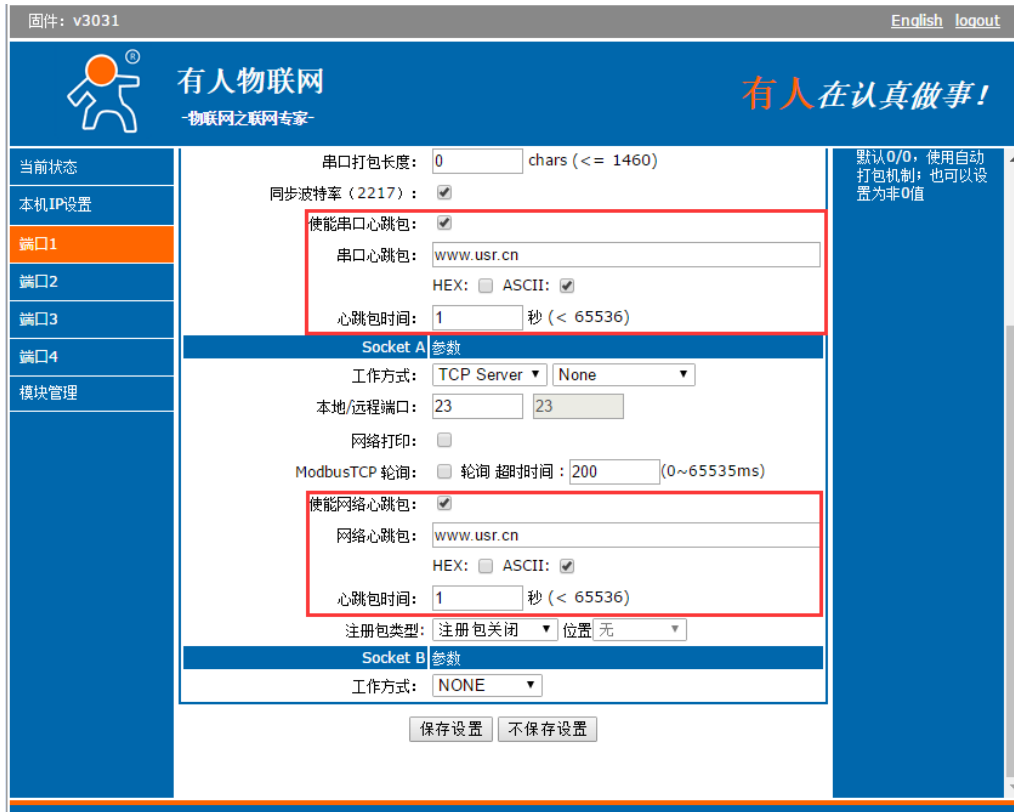 固件：v3031
English logout
®
有人物联网
-物联网之联网专家-
有人在认真做事！
当前状态
本机IP设置
端口1
端口2
端口3
端口4
模块管理
串口打包长度： 0 chars (<= 1460)
同步波特率（2217）：
使能串口心跳包：
串口心跳包： www.usr.cn
HEX: ASCII:
心跳包时间： 1 秒 (< 65536)
Socket A 参数
工作方式： TCP Server None
本地/远程端口： 23 23
网络打印：
ModbusTCP 轮询： 轮询 超时时间：200 (0~65535ms)
使能网络心跳包：
网络心跳包： www.usr.cn
HEX: ASCII:
心跳包时间： 1 秒 (< 65536)
注册包类型： 注册包关闭 位置 无
Socket B 参数
工作方式： NONE
保存设置 不保存设置
默认0/0，使用自动
打包机制；也可以设
置为非0值